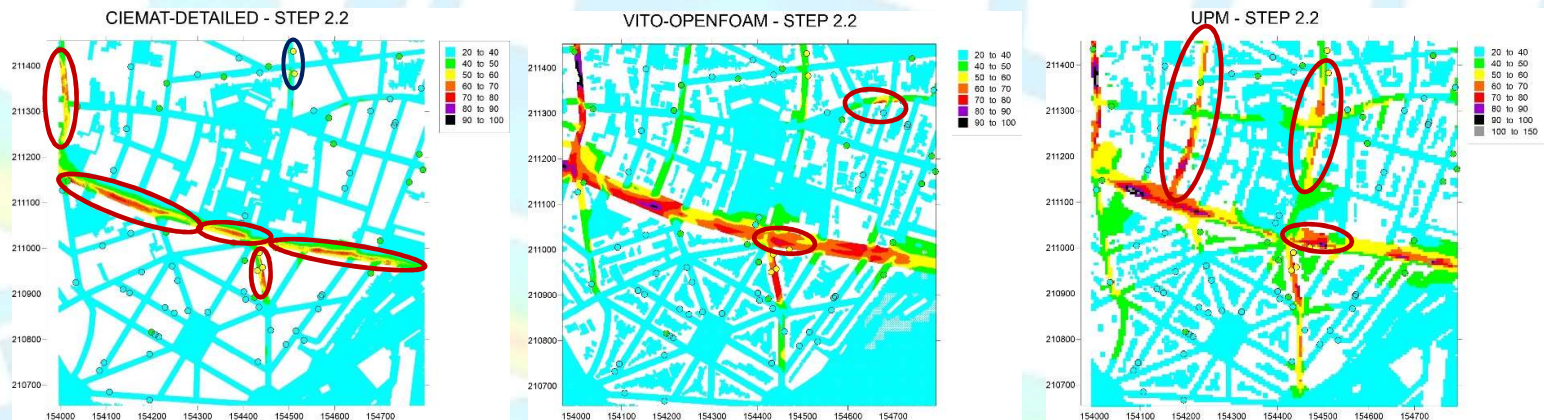 CIEMAT-DETAILED - STEP 2.2
211400
211300
211200
211100
211000
210900
210800
210700
154000 154100 154200 154300 154400 154500 154600 154700
20 to 40
40 to 50
50 to 60
60 to 70
70 to 80
80 to 90
90 to 100
VITO-OPENFOAM - STEP 2.2
211400
211300
211200
211100
211000
210900
210800
210700
154000 154100 154200 154300 154400 154500 154600 154700
20 to 40
40 to 50
50 to 60
60 to 70
70 to 80
80 to 90
90 to 100
UPM - STEP 2.2
211400
211300
211200
211100
211000
210900
210800
210700
154000 154100 154200 154300 154400 154500 154600 154700
20 to 40
40 to 50
50 to 60
60 to 70
70 to 80
80 to 90
90 to 100
100 to 150